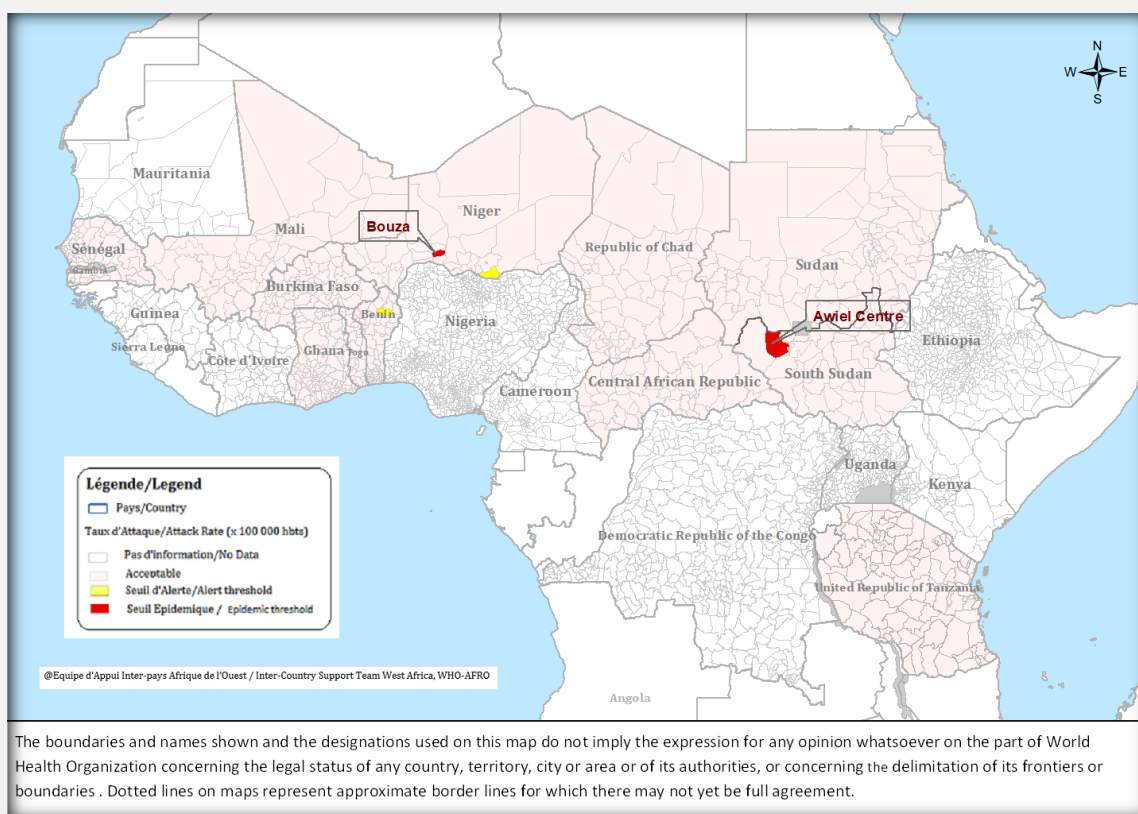 N
W
E
S
Mauritania
Niger
Bouza
Mali
Sénégal
Republic of Chad
Gambia
Sudan
Burkina Faso
Guinea
Benin
Awiel Centre
Nigeria
Ethiopia
Sierra Leone
Ghana
Togo
Côte d'Ivoire
South Sudan
Central African Republic
Cameroon
Uganda
Kenya
Democratic Republic of the Congo
United Republic of Tanzania
Angola
Légende/Legend
Pays/Country
Taux d'Attaque/Attack Rate (x 100 000 hbts)
Pas d'information/No Data
Acceptable
Seuil d'Alerte/Alert threshold
Seuil Epidemique / Epidemic threshold
@Equipe d'Appui Inter-pays Afrique de l'Ouest / Inter-Country Support Team West Africa, WHO-AFRO
The boundaries and names shown and the designations used on this map do not imply the expression for any opinion whatsoever on the part of World
Health Organization concerning the legal status of any country, territory, city or area or of its authorities, or concerning the delimitation of its frontiers or
boundaries . Dotted lines on maps represent approximate border lines for which there may not yet be full agreement.